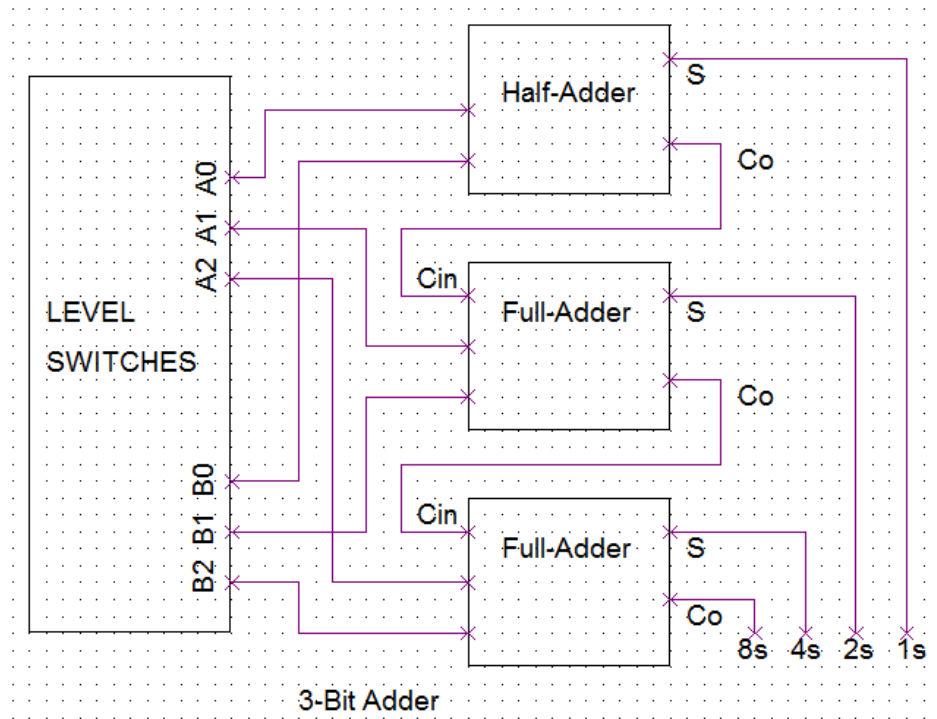 Half-Adder
S
Co
A0
A1
A2
LEVEL
SWITCHES
B0
B1
B2
Cin
Full-Adder
S
Co
Cin
Full-Adder
S
Co
8s 4s 2s 1s
3-Bit Adder